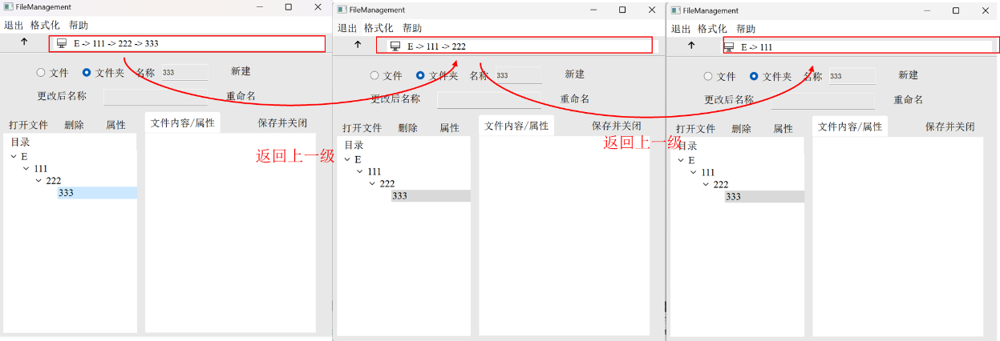 FileManagement
退出 格式化 帮助
E -> 111 -> 222 -> 333
文件 文件夹 名称 333 新建
更改后名称 重命名
打开文件 删除 属性 文件内容/属性 保存并关闭
目录
E
111
222
333
返回上一级
FileManagement
退出 格式化 帮助
E -> 111 -> 222
文件 文件夹 名称 333 新建
更改后名称 重命名
打开文件 删除 属性 文件内容/属性 保存并关闭
目录
E
111
222
333
返回上一级
FileManagement
退出 格式化 帮助
E -> 111
文件 文件夹 名称 333 新建
更改后名称 重命名
打开文件 删除 属性 文件内容/属性 保存并关闭
目录
E
111
222
333